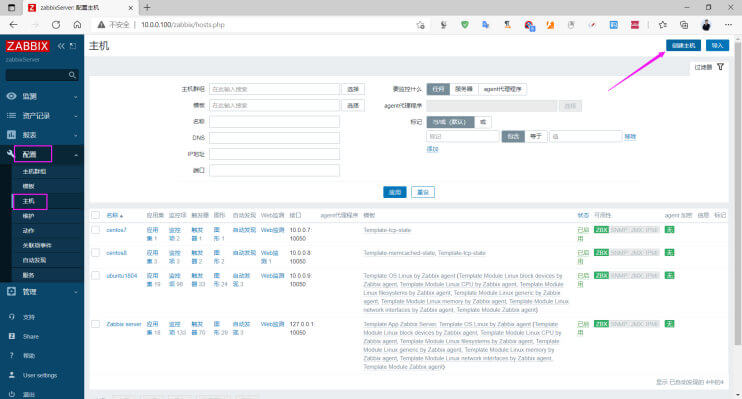 zabbixServer: 配置主机
不安全 | 10.0.0.100/zabbix/hosts.php
ZABBIX
zabbixServer
监测
资产记录
报表
配置
主机群组
模板
主机
维护
动作
关联项事件
自动发现
服务
管理
支持
Share
帮助
User settings
退出
主机
创建主机 导入
过滤器
主机群组 在此输入搜索 选择
模板 在此输入搜索 选择
名称
DNS
IP地址
端口
要监控什么 任何 服务器 agent代理程序
agent代理程序 选择
标记 与/或（默认） 或
标记 包含 等于 值 移除
添加
应用 重设
名称 应用集 监控项 触发器 图形 自动发现 Web监测 接口 agent代理程序 模板 状态 可用性 agent 加密 信息 标记
centos7 应用集 1 监控项 2 触发器 1 图形 1 自动发现 Web监测 10.0.0.7: 10050 Template-tcp-state 已启用 ZBX SNMP JMX IPMI 无
centos8 应用集 3 监控项 3 触发器 2 图形 2 自动发现 Web监测 1 10.0.0.8: 10050 Template-memcached-state, Template-tcp-state 已启用 ZBX SNMP JMX IPMI 无
ubuntu1804 应用集 19 监控项 98 触发器 33 图形 24 自动发现 3 Web监测 10.0.0.9: 10050 Template OS Linux by Zabbix agent (Template Module Linux block devices by Zabbix agent, Template Module Linux CPU by Zabbix agent, Template Module Linux filesystems by Zabbix agent, Template Module Linux generic by Zabbix agent, Template Module Linux memory by Zabbix agent, Template Module Linux network interfaces by Zabbix agent, Template Module Zabbix agent) 已启用 ZBX SNMP JMX IPMI 无
Zabbix server 应用集 18 监控项 触发器 图形 自动发现 3 Web监测 127.0.0.1: 10050 Template App Zabbix Server, Template OS Linux by Zabbix agent (Template Module Linux block devices by Zabbix agent, Template Module Linux CPU by Zabbix agent, Template Module Linux filesystems by Zabbix agent, Template Module Linux generic by Zabbix agent, Template Module Linux memory by Zabbix agent, Template Module Linux network interfaces by Zabbix agent, Template Module Zabbix agent) 已启用 ZBX SNMP JMX IPMI 无
显示 已自动发现的 4中的4